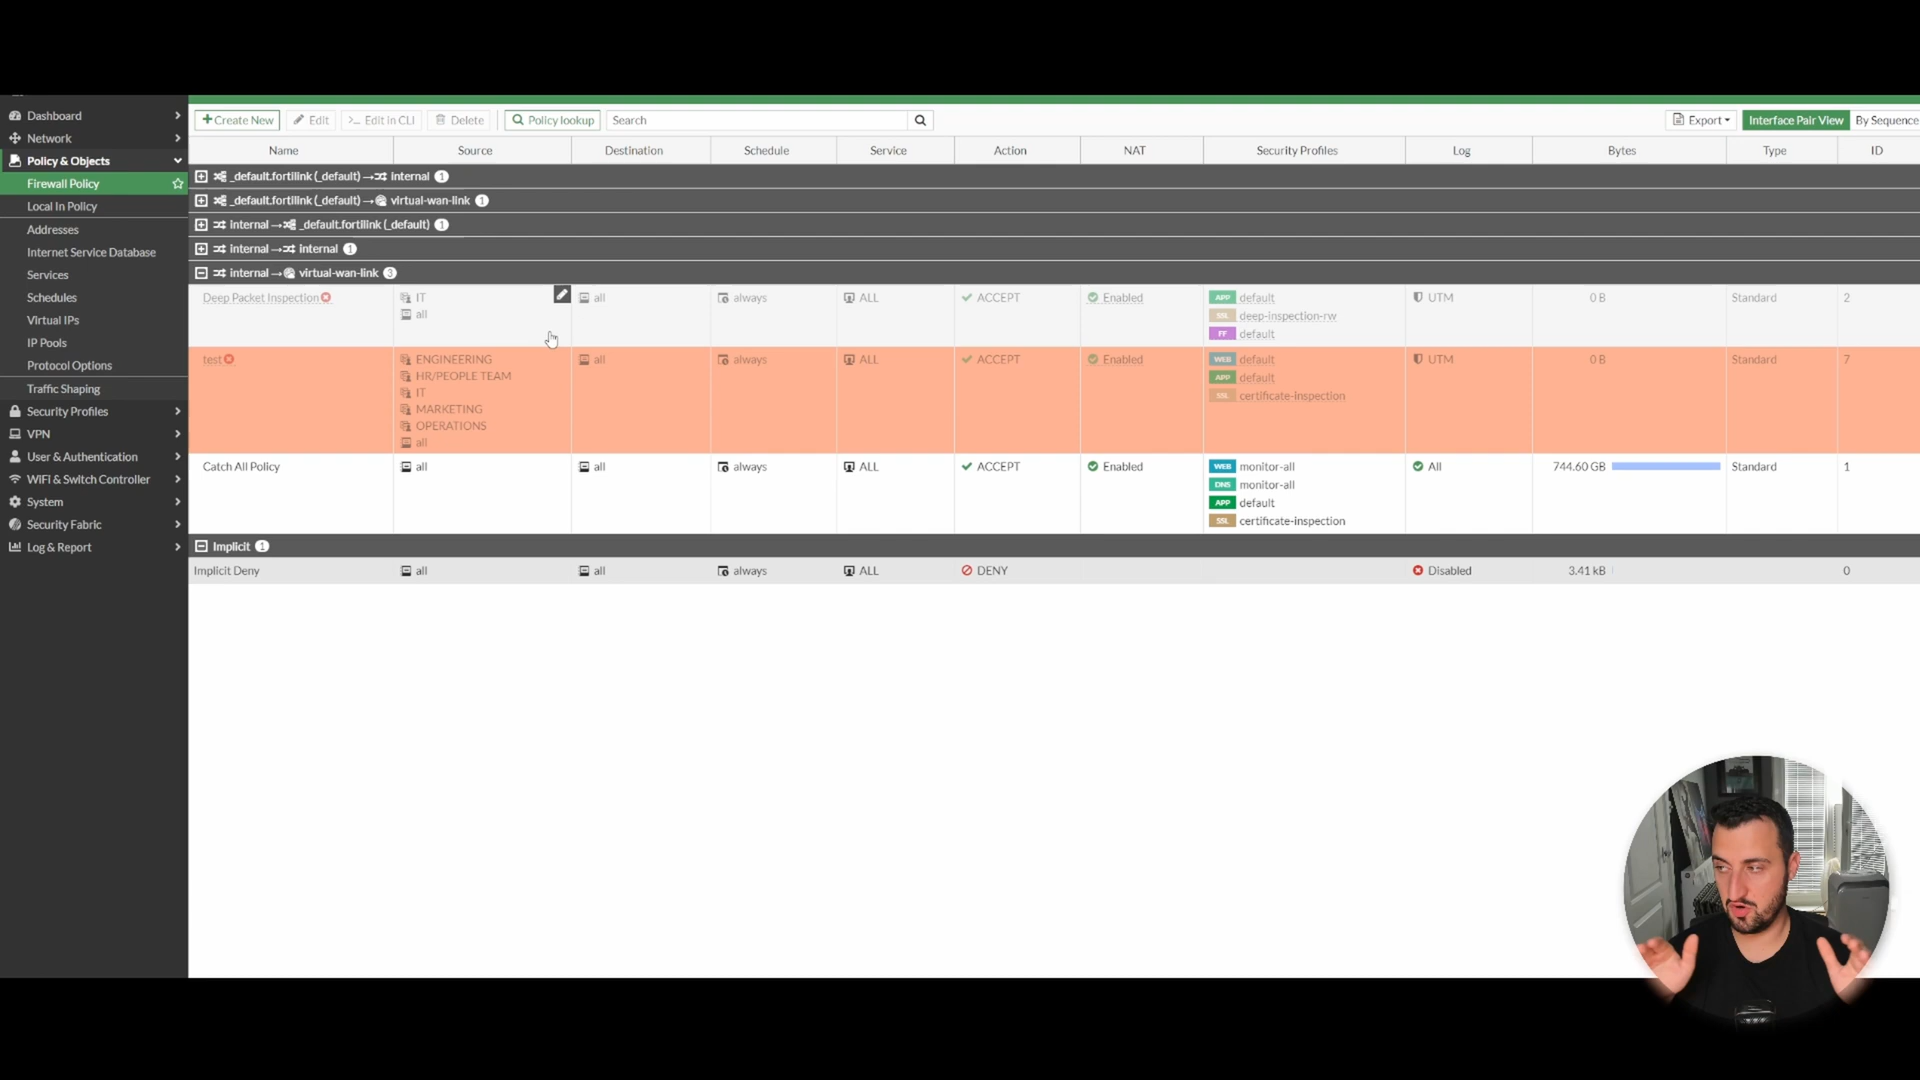 Dashboard
Network
Policy & Objects
Firewall Policy
Local In Policy
Addresses
Internet Service Database
Services
Schedules
Virtual IPs
IP Pools
Protocol Options
Traffic Shaping
Security Profiles
VPN
User & Authentication
WiFi & Switch Controller
System
Security Fabric
Log & Report
+Create New Edit >_ Edit in CLI Delete Policy lookup Search Export Interface Pair View By Sequence
Name Source Destination Schedule Service Action NAT Security Profiles Log Bytes Type ID
_default.fortilink (_default) → internal 1
_default.fortilink (_default) → virtual-wan-link 1
internal → _default.fortilink (_default) 1
internal → internal 1
internal → virtual-wan-link 3
Deep Packet Inspection IT all always ALL ACCEPT Enabled APP default UTM 0 B Standard 2
all SSL deep-inspection-rw
FF default
test ENGINEERING all always ALL ACCEPT Enabled WEB default UTM 0 B Standard 7
HR/PEOPLE TEAM APP default
IT SSL certificate-inspection
MARKETING
OPERATIONS
all
Catch All Policy all all always ALL ACCEPT Enabled WEB monitor-all All 744.60 GB Standard 1
DNS monitor-all
APP default
SSL certificate-inspection
Implicit 1
Implicit Deny all all always ALL DENY Disabled 3.41 kB 0